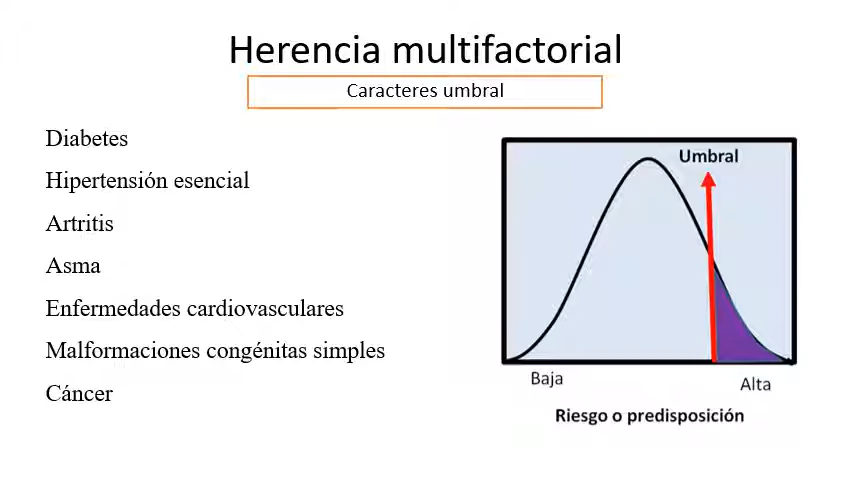 Herencia multifactorial
Caracteres umbral
Diabetes
Hipertensión esencial
Artritis
Asma
Enfermedades cardiovasculares
Malformaciones congénitas simples
Cáncer
Umbral
Baja
Alta
Riesgo o predisposición